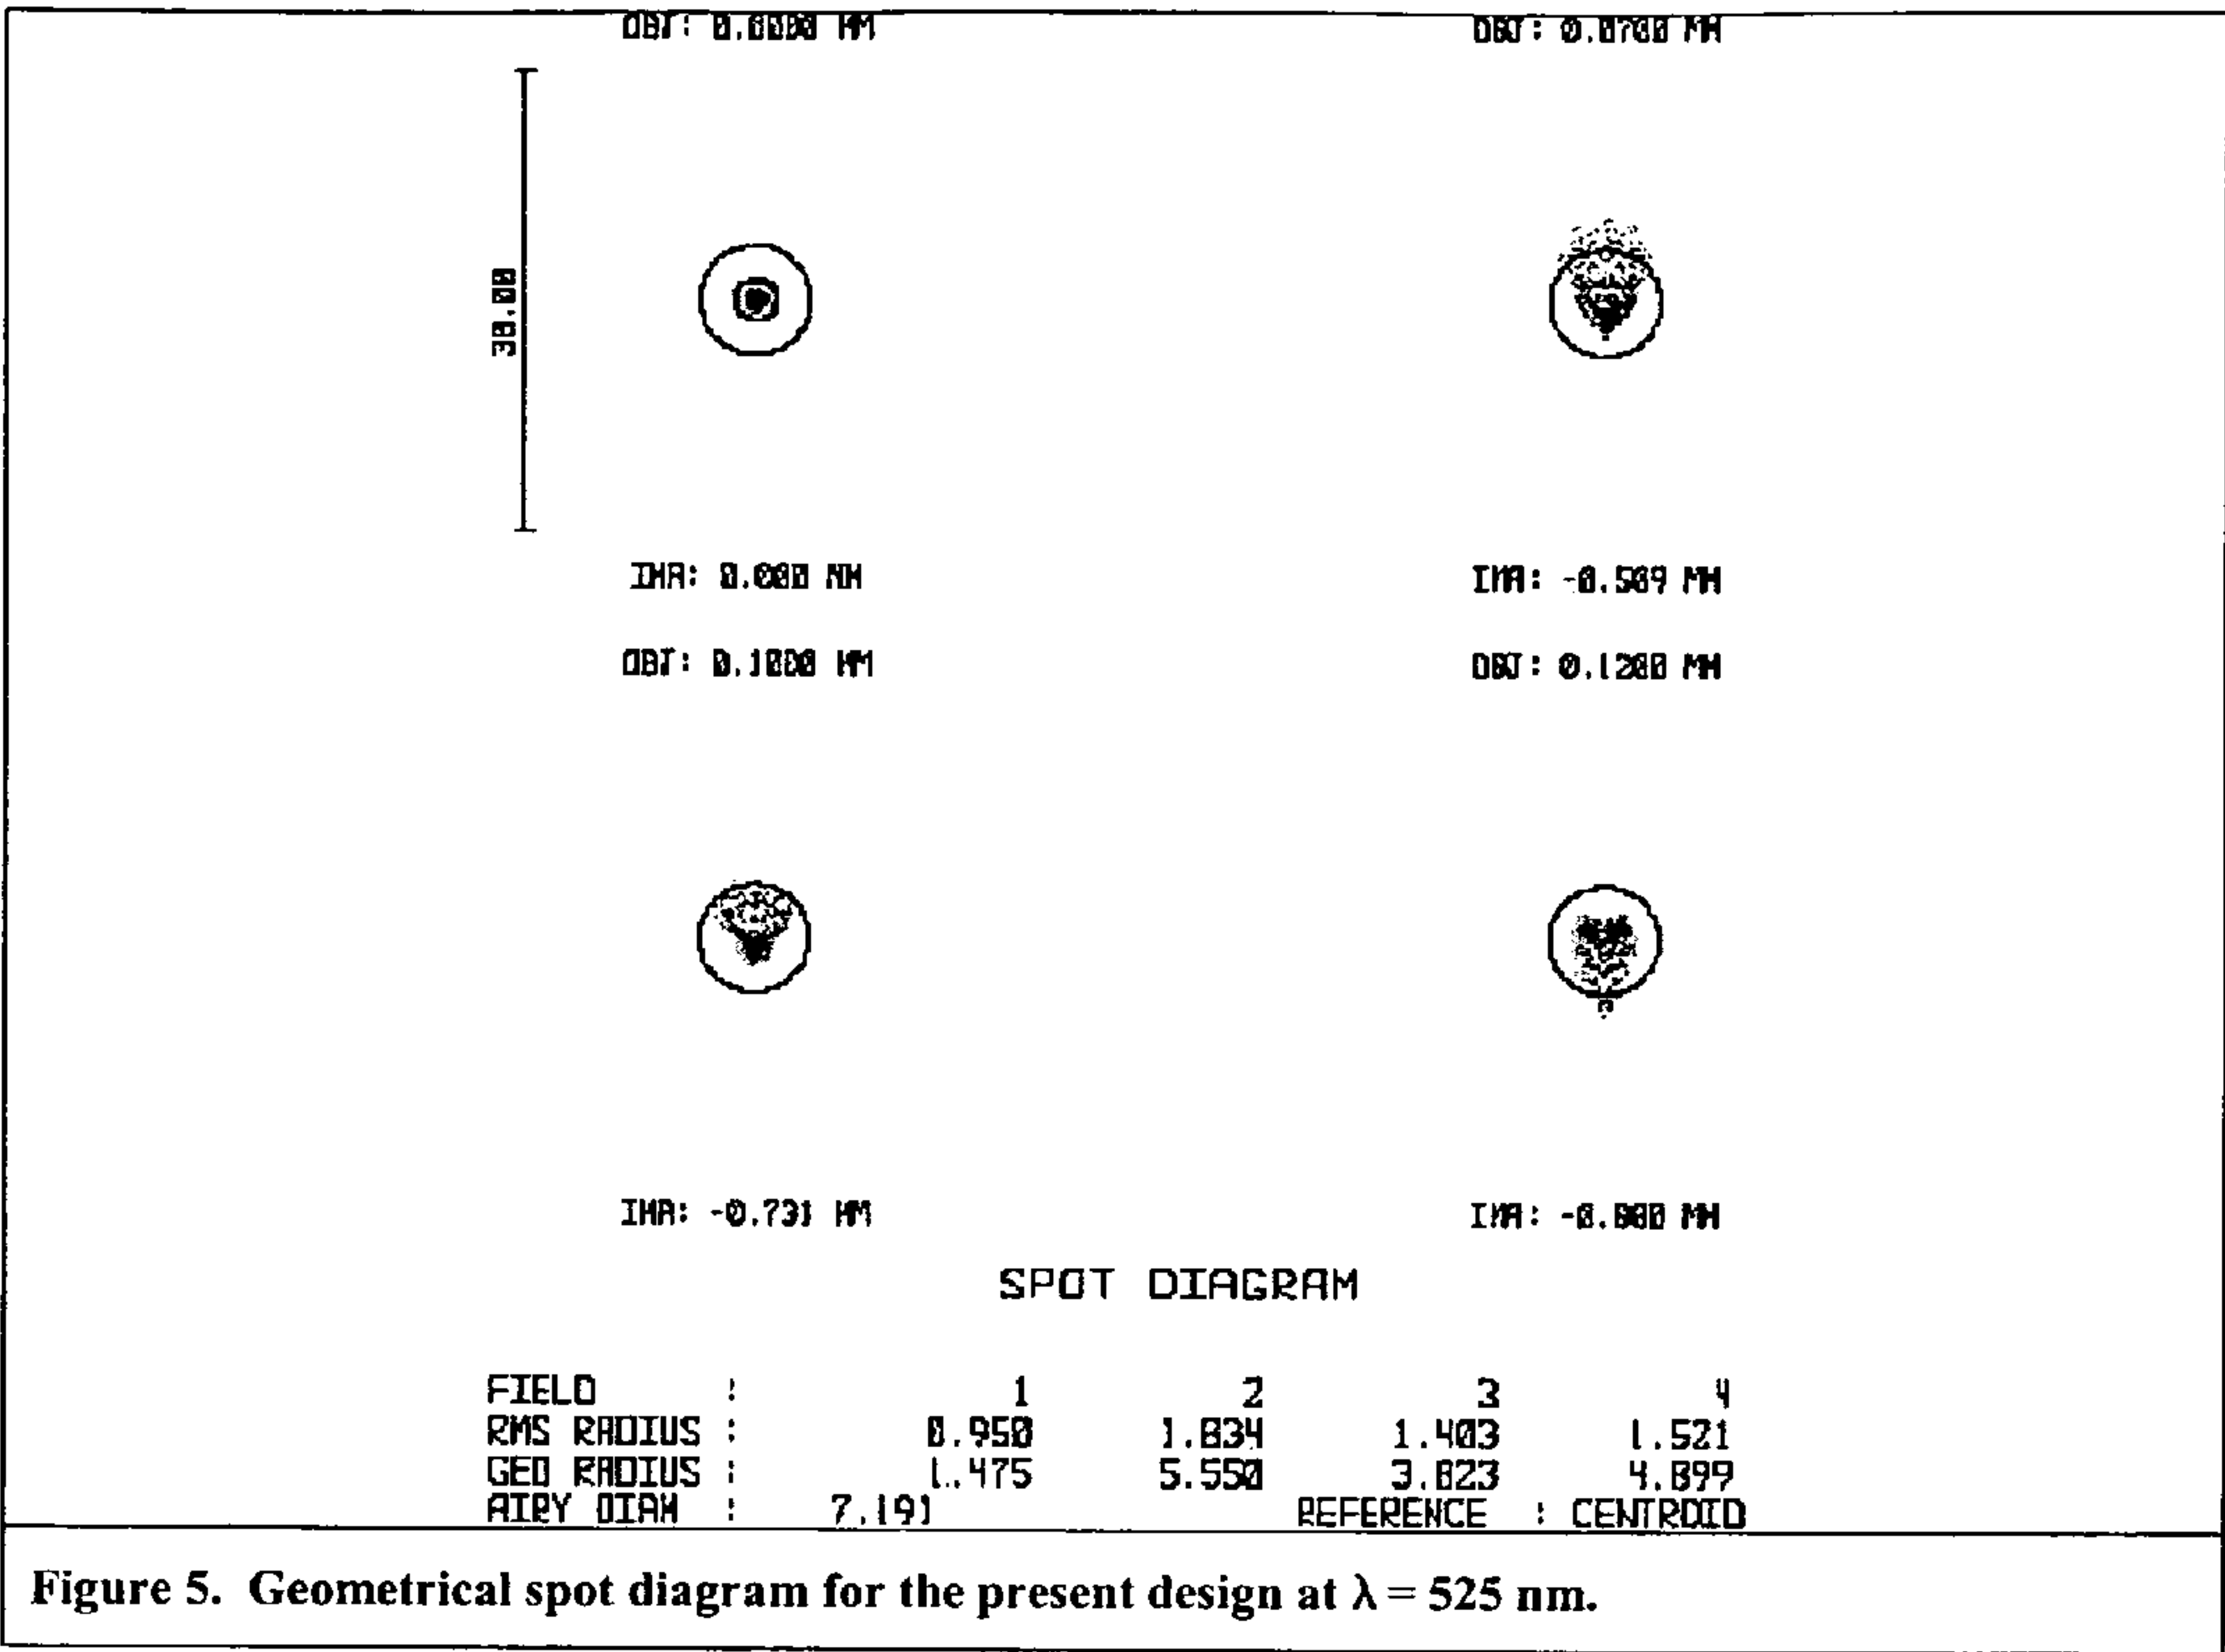 OBJ: 0.0000 MM
OBJ: 0.0700 MM
30.00
IMA: 0.000 MM
IMA: -0.509 MM
OBJ: 0.1000 MM
OBJ: 0.1200 MM
IMA: -0.731 MM
IMA: MM
SPOT DIAGRAM
FIELD : 1 2 3 4
RMS RADIUS : 0.950 1.834 1.403 1.521
GEO RADIUS : 1.475 5.550 3.823 4.899
AIRY DIAM : 7.191 REFERENCE : CENTROID
Figure 5. Geometrical spot diagram for the present design at λ = 525 nm.